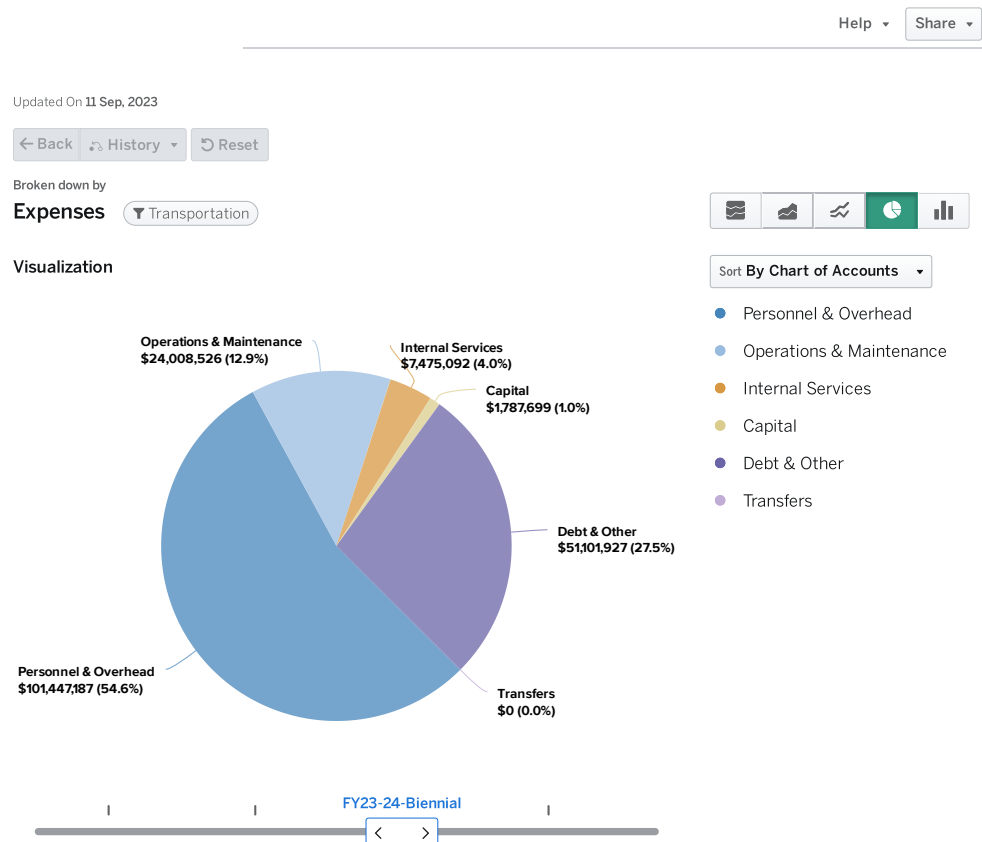 Help
Share
Updated On 11 Sep, 2023
Back
History
Reset
Broken down by
Expenses
Transportation
Visualization
Sort By Chart of Accounts
Personnel & Overhead
Operations & Maintenance
Internal Services
Capital
Debt & Other
Transfers
Operations & Maintenance
$24,008,526 (12.9%)
Internal Services
$7,475,092 (4.0%)
Capital
$1,787,699 (1.0%)
Debt & Other
$51,101,927 (27.5%)
Personnel & Overhead
$101,447,187 (54.6%)
Transfers
$0 (0.0%)
FY23-24-Biennial